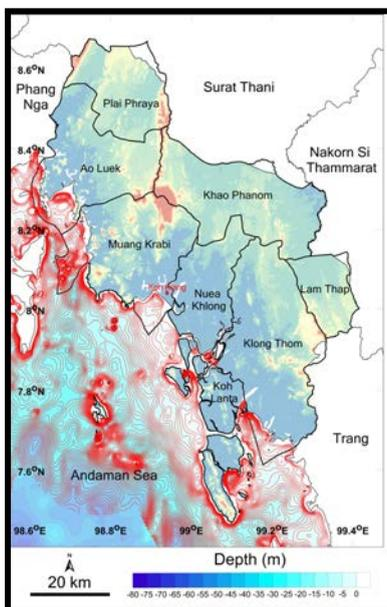 8.6°N
Surat Thani
Phang
Nga
Plai Phraya
8.4°N
Nakorn Si
Thammarat
Ao Luek
Khao Phanom
8.2°N
Muang Krabi
Lam Thap
Nuea
Khlong
8°N
Klong Thom
7.8°N
Koh
Lanta
Trang
7.6°N
Andaman Sea
98.6°E 98.8°E 99°E 99.2°E 99.4°E
N
20 km
Depth (m)
-80 -75 -70 -65 -60 -55 -50 -45 -40 -35 -30 -25 -20 -15 -10 -5 0